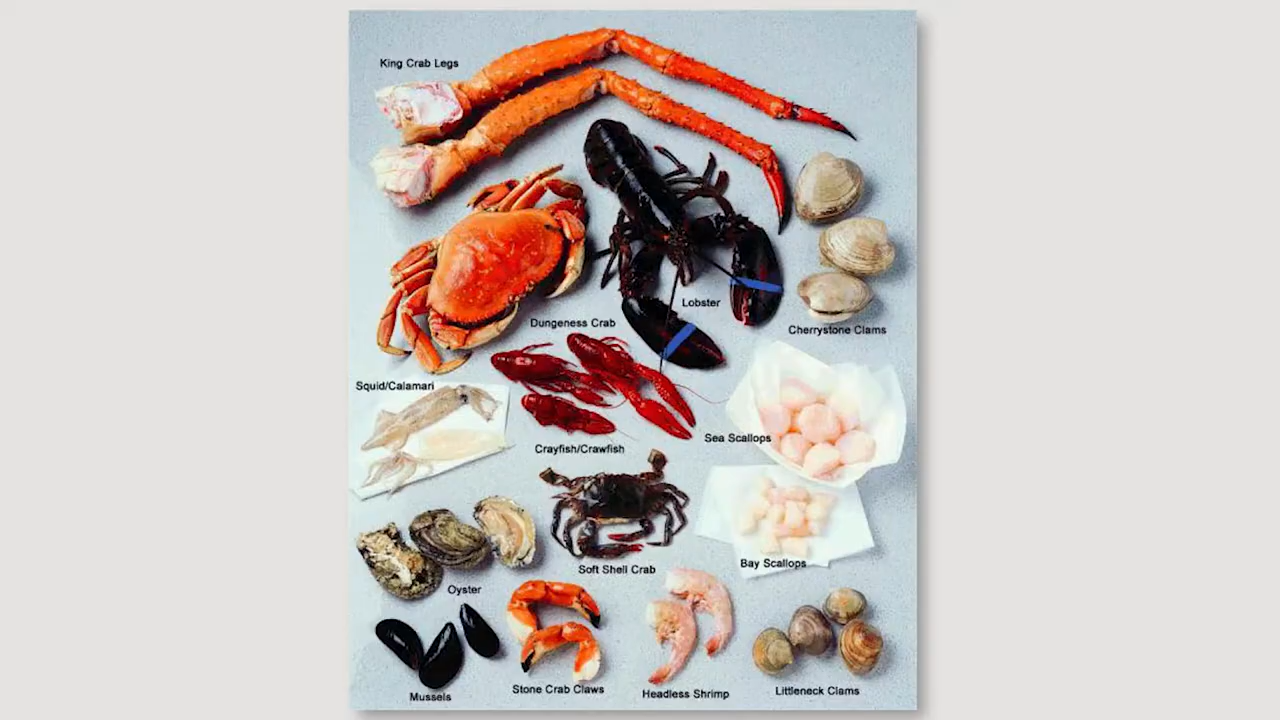 King Crab Legs
Lobster
Dungeness Crab
Cherrystone Clams
Squid/Calamari
Sea Scallops
Crayfish/Crawfish
Bay Scallops
Soft Shell Crab
Oyster
Mussels
Stone Crab Claws
Headless Shrimp
Littleneck Clams